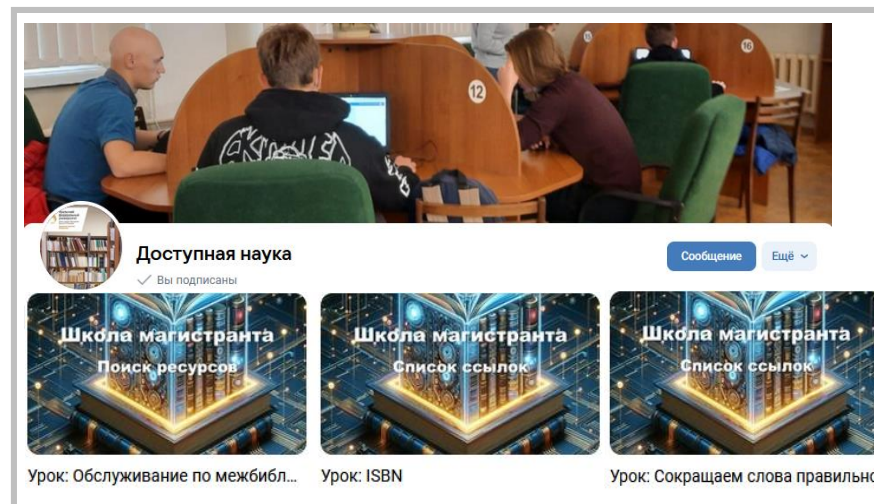 12
15
16
Доступная наука
Вы подписаны
Сообщение
Ещё
Школа магистранта
Поиск ресурсов
Школа магистранта
Список ссылок
Школа магистранта
Список ссылок
Урок: Обслуживание по межбибл...
Урок: ISBN
Урок: Сокращаем слова правильно